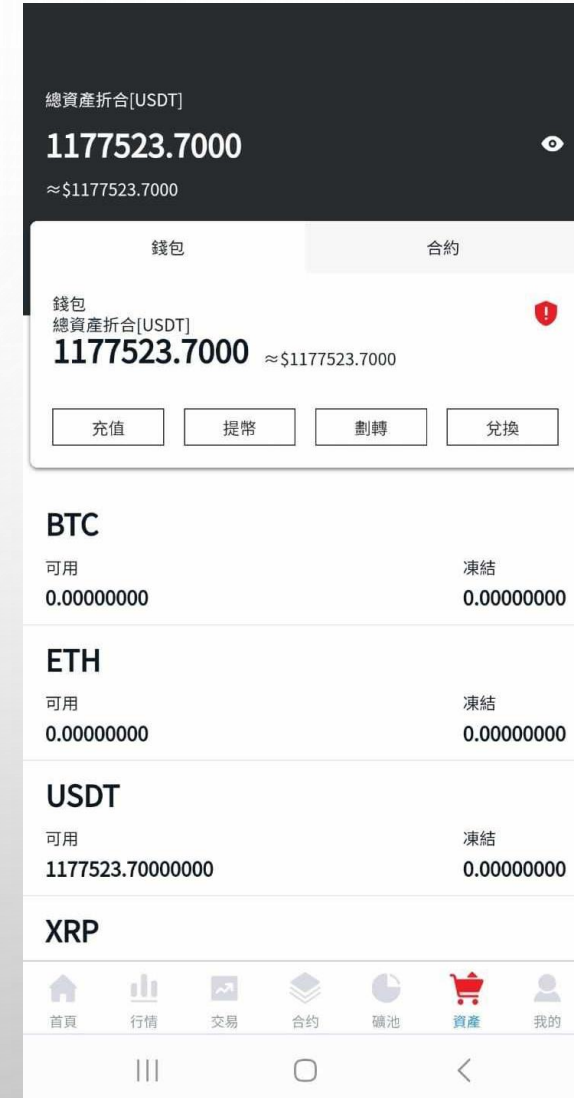 總資產折合[USDT]
1177523.7000
≈$1177523.7000
錢包 合約
錢包
總資產折合[USDT]
1177523.7000 ≈$1177523.7000
充值 提幣 劃轉 兌換
BTC
可用 凍結
0.00000000 0.00000000
ETH
可用 凍結
0.00000000 0.00000000
USDT
可用 凍結
1177523.70000000 0.00000000
XRP
首頁 行情 交易 合约 礦池 資產 我的